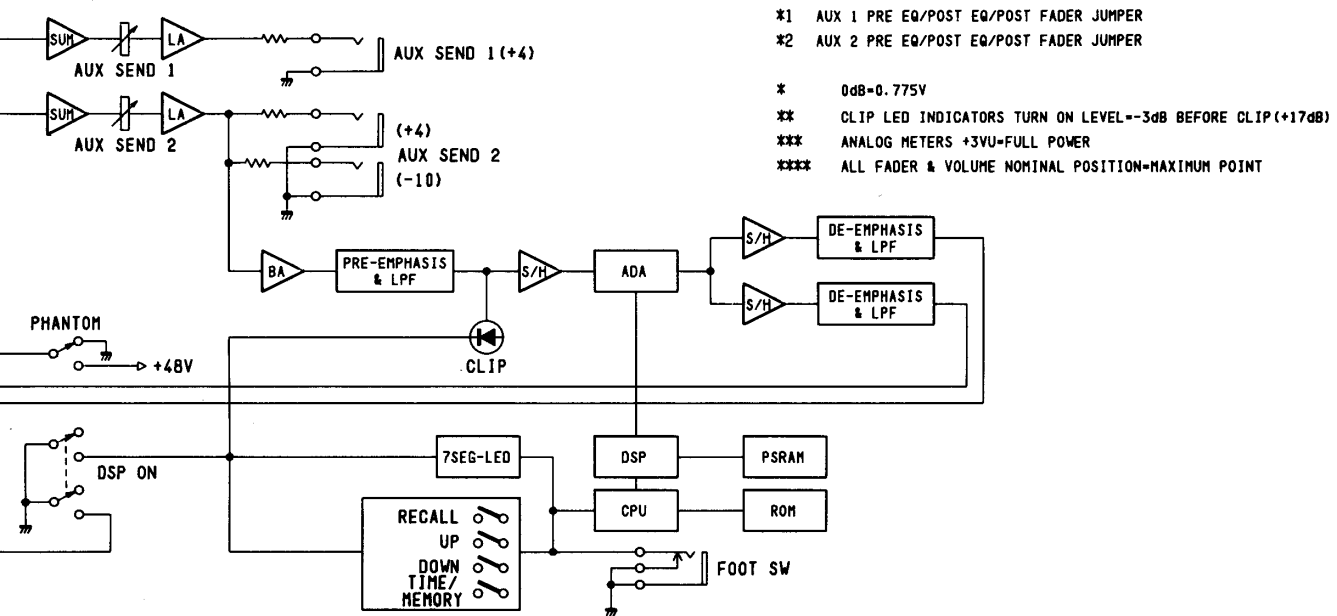 *1 AUX 1 PRE EQ/POST EQ/POST FADER JUMPER
*2 AUX 2 PRE EQ/POST EQ/POST FADER JUMPER
* 0dB=0.775V
** CLIP LED INDICATORS TURN ON LEVEL=-3dB BEFORE CLIP(+17dB)
*** ANALOG METERS +3VU=FULL POWER
**** ALL FADER & VOLUME NOMINAL POSITION=MAXIMUM POINT
SUM
LA
AUX SEND 1
AUX SEND 1(+4)
SUM
LA
AUX SEND 2
(+4)
AUX SEND 2
(-10)
BA
PRE-EMPHASIS
& LPF
S/H
ADA
S/H
DE-EMPHASIS
& LPF
S/H
DE-EMPHASIS
& LPF
CLIP
PHANTOM
+48V
DSP ON
7SEG-LED
DSP
PSRAM
CPU
ROM
RECALL
UP
DOWN
TIME/
MEMORY
FOOT SW